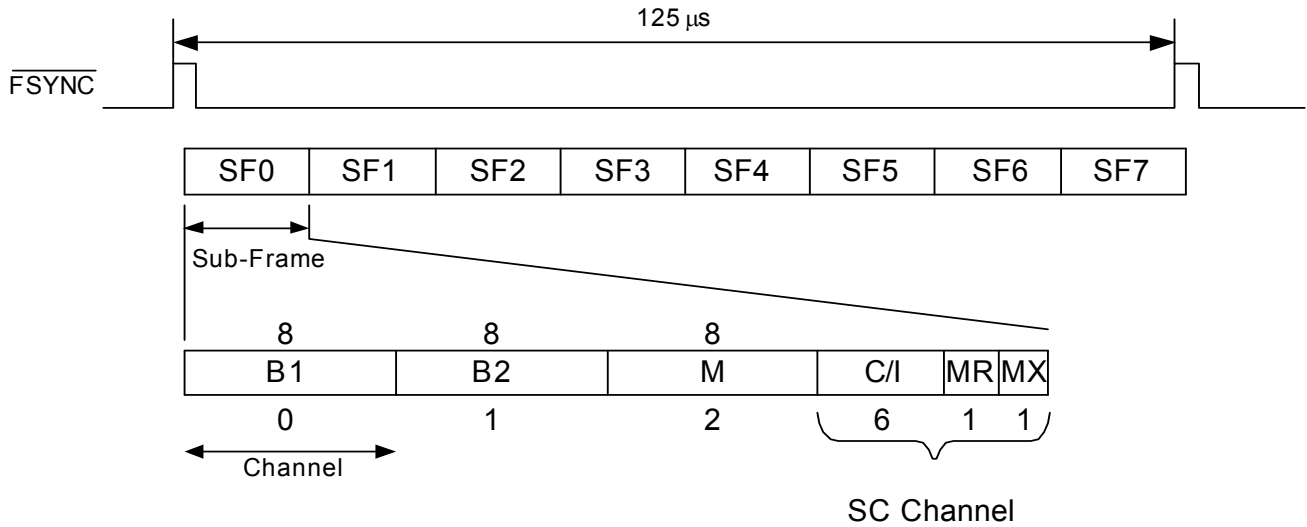 125 μs
FSYNC
SF0 SF1 SF2 SF3 SF4 SF5 SF6 SF7
Sub-Frame
8 8 8
B1 B2 M C/I MR MX
0 1 2 6 1 1
Channel
SC Channel